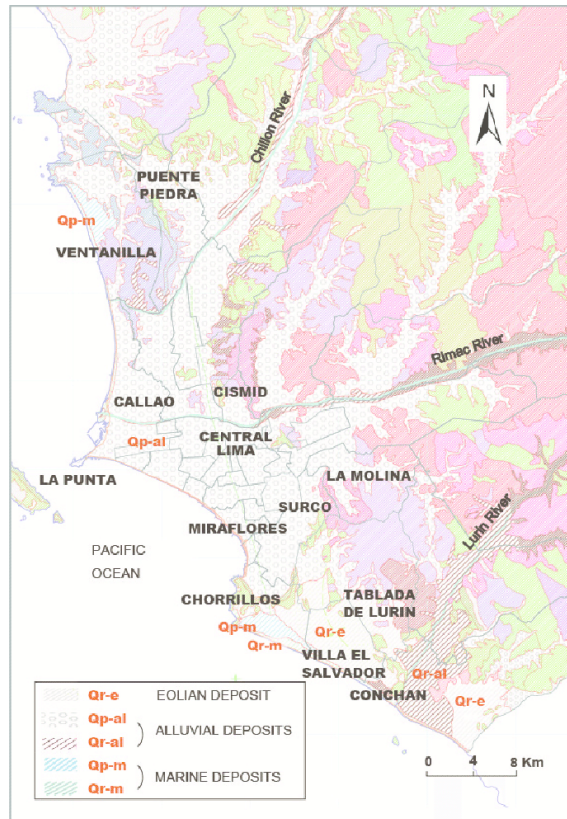 N
Chillon River
PUENTE
PIEDRA
Qp-m
VENTANILLA
Rimac River
CISMID
CALLAO
Qp-al
CENTRAL
LIMA
LA PUNTA
LA MOLINA
SURCO
Lurin River
MIRAFLORES
PACIFIC
OCEAN
CHORRILLOS
TABLADA
DE LURIN
Qp-m
Qr-e
Qr-m
VILLA EL
SALVADOR
Qr-al
CONCHAN
Qr-e
Qr-e EOLIAN DEPOSIT
Qp-al
ALLUVIAL DEPOSITS
Qr-al
Qp-m
MARINE DEPOSITS
Qr-m
0 4 8 Km